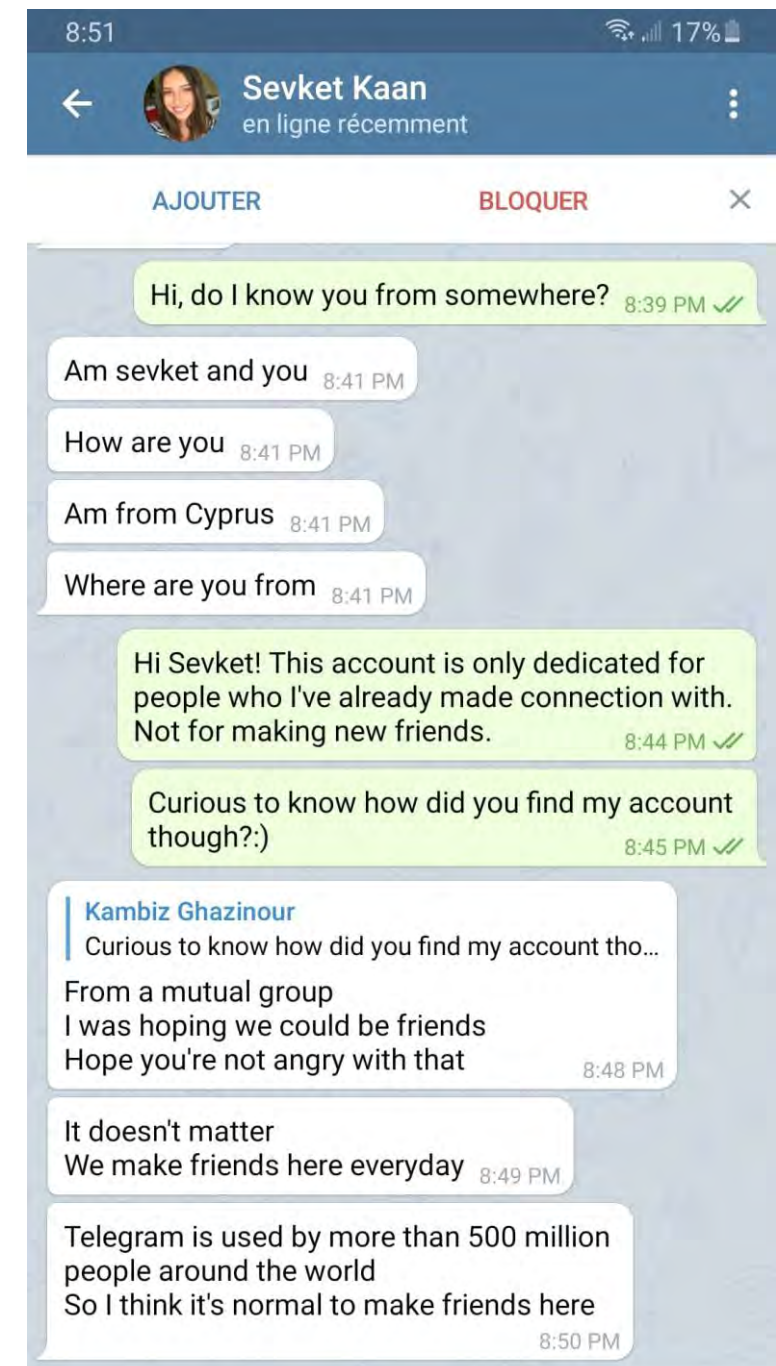 8:51
17%
Sevket Kaan
en ligne récemment
AJOUTER
BLOQUER
Hi, do I know you from somewhere?
8:39 PM
Am sevket and you
8:41 PM
How are you
8:41 PM
Am from Cyprus
8:41 PM
Where are you from
8:41 PM
Hi Sevket! This account is only dedicated for
people who I've already made connection with.
Not for making new friends.
8:44 PM
Curious to know how did you find my account
though?:)
8:45 PM
Kambiz Ghazinour
Curious to know how did you find my account tho...
From a mutual group
I was hoping we could be friends
Hope you're not angry with that
8:48 PM
It doesn't matter
We make friends here everyday
8:49 PM
Telegram is used by more than 500 million
people around the world
So I think it's normal to make friends here
8:50 PM